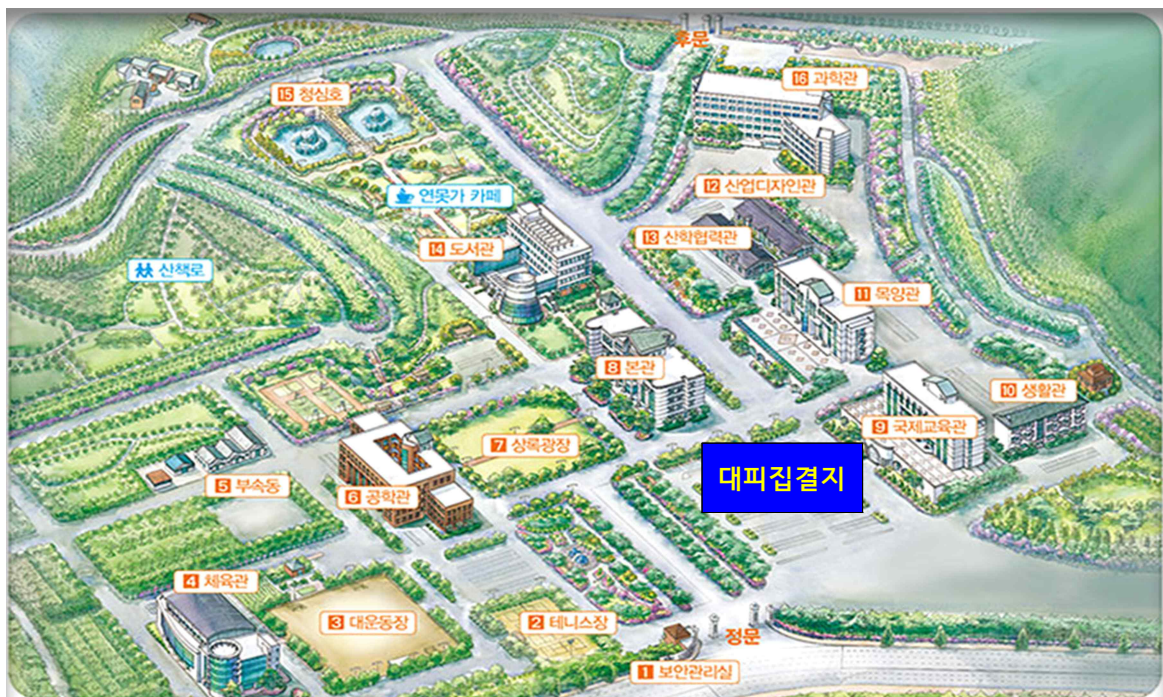 후문
16 과학관
15 청심호
12 산업디자인관
연못가 카페
13 산학협력관
14 도서관
산책로
11 목양관
8 본관
10 생활관
9 국제교육관
7 상록광장
대피집결지
5 부속동
6 공학관
4 체육관
3 대운동장
2 테니스장
정문
1 보안관리실